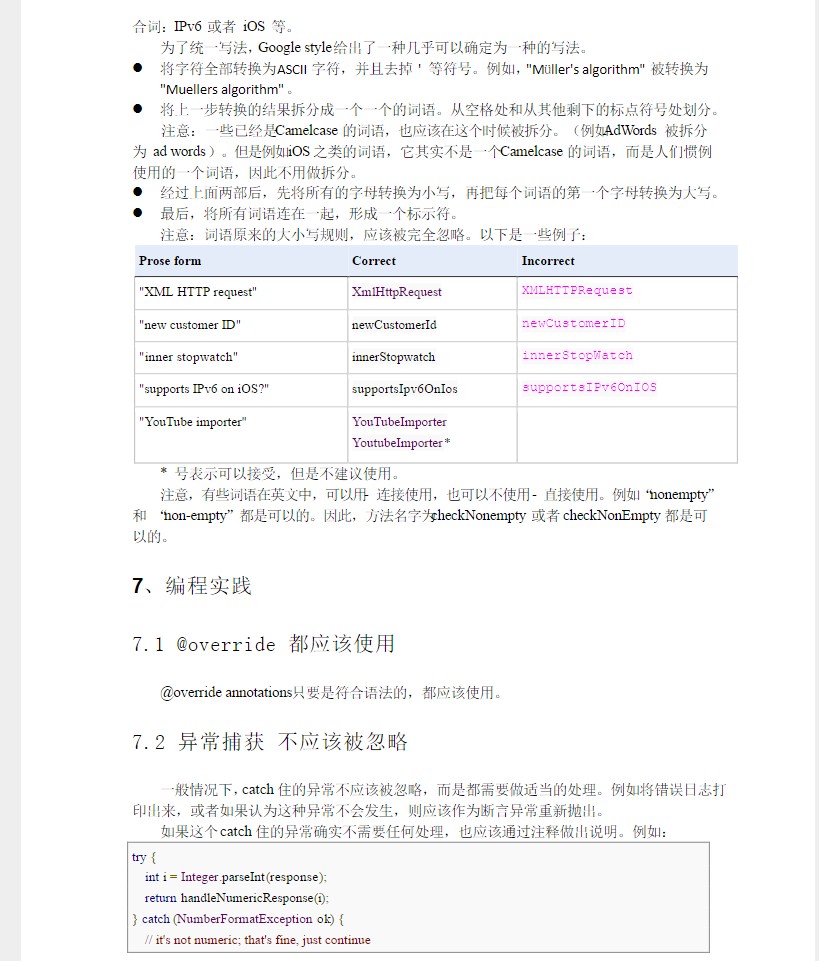 合词：IPv6 或者 iOS 等。
为了统一写法，Google style给出了一种几乎可以确定为一种的写法。
● 将字符全部转换为ASCII 字符，并且去掉 ' 等符号。例如，"Müller's algorithm" 被转换为
"Muellers algorithm" 。
● 将上一步转换的结果拆分成一个一个的词语。从空格处和从其他剩下的标点符号处划分。
注意：一些已经是Camelcase 的词语，也应该在这个时候被拆分。（例如AdWords 被拆分
为 ad words ）。但是例如iOS 之类的词语，它其实不是一个Camelcase 的词语，而是人们惯例
使用的一个词语，因此不用做拆分。
● 经过上面两部后，先将所有的字母转换为小写，再把每个词语的第一个字母转换为大写。
● 最后，将所有词语连在一起，形成一个标示符。
注意：词语原来的大小写规则，应该被完全忽略。以下是一些例子：
Prose form Correct Incorrect
"XML HTTP request" XmlHttpRequest XMLHTTPRequest
"new customer ID" newCustomerId newCustomerID
"inner stopwatch" innerStopwatch innerStopWatch
"supports IPv6 on iOS?" supportsIpv6OnIos supportsIPv6OnIOS
"YouTube importer" YouTubeImporter
YoutubeImporter*
* 号表示可以接受，但是不建议使用。
注意，有些词语在英文中，可以用- 连接使用，也可以不使用- 直接使用。例如 “nonempty”
和 “non-empty” 都是可以的。因此，方法名字为checkNonempty 或者 checkNonEmpty 都是可
以的。
7、编程实践
7.1 @override 都应该使用
@override annotations只要是符合语法的，都应该使用。
7.2 异常捕获 不应该被忽略
一般情况下，catch 住的异常不应该被忽略，而是都需要做适当的处理。例如将错误日志打
印出来，或者如果认为这种异常不会发生，则应该作为断言异常重新抛出。
如果这个 catch 住的异常确实不需要任何处理，也应该通过注释做出说明。例如：
try {
int i = Integer.parseInt(response);
return handleNumericResponse(i);
} catch (NumberFormatException ok) {
// it's not numeric; that's fine, just continue